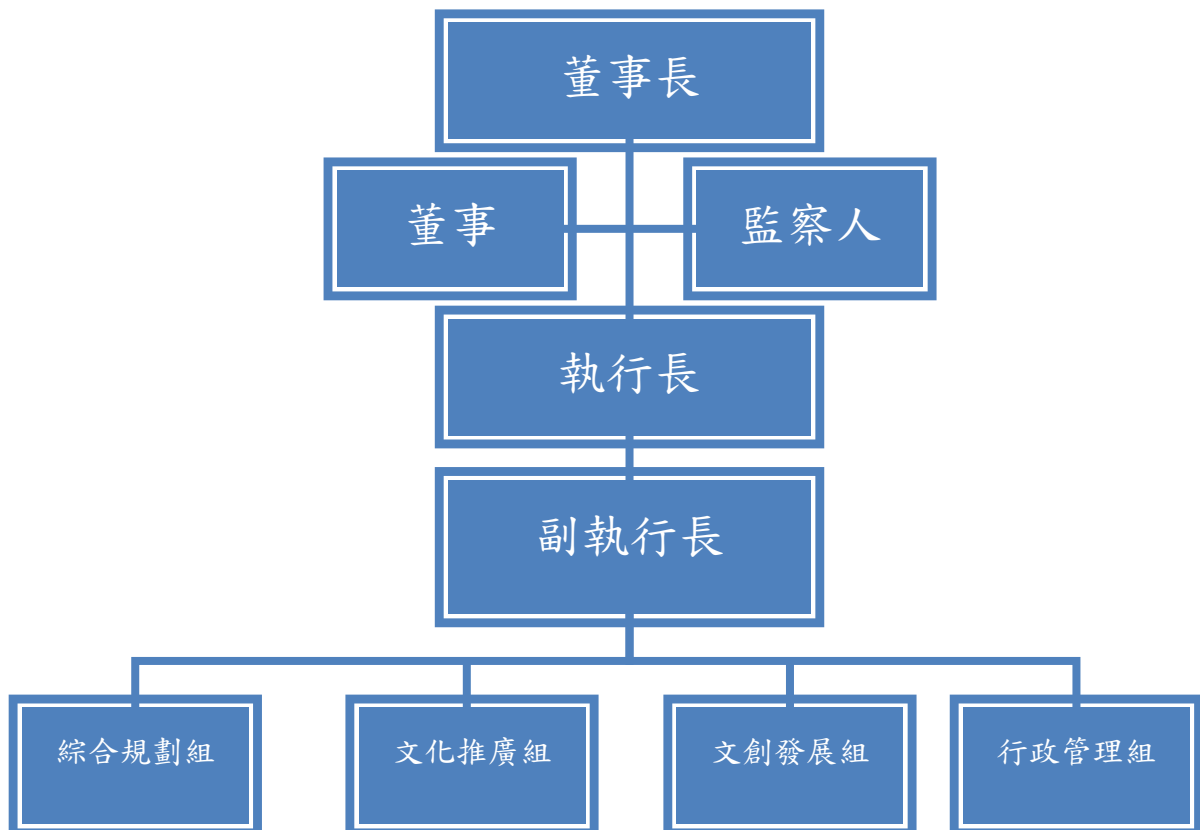 董事長
董事
監察人
執行長
副執行長
綜合規劃組
文化推廣組
文創發展組
行政管理組